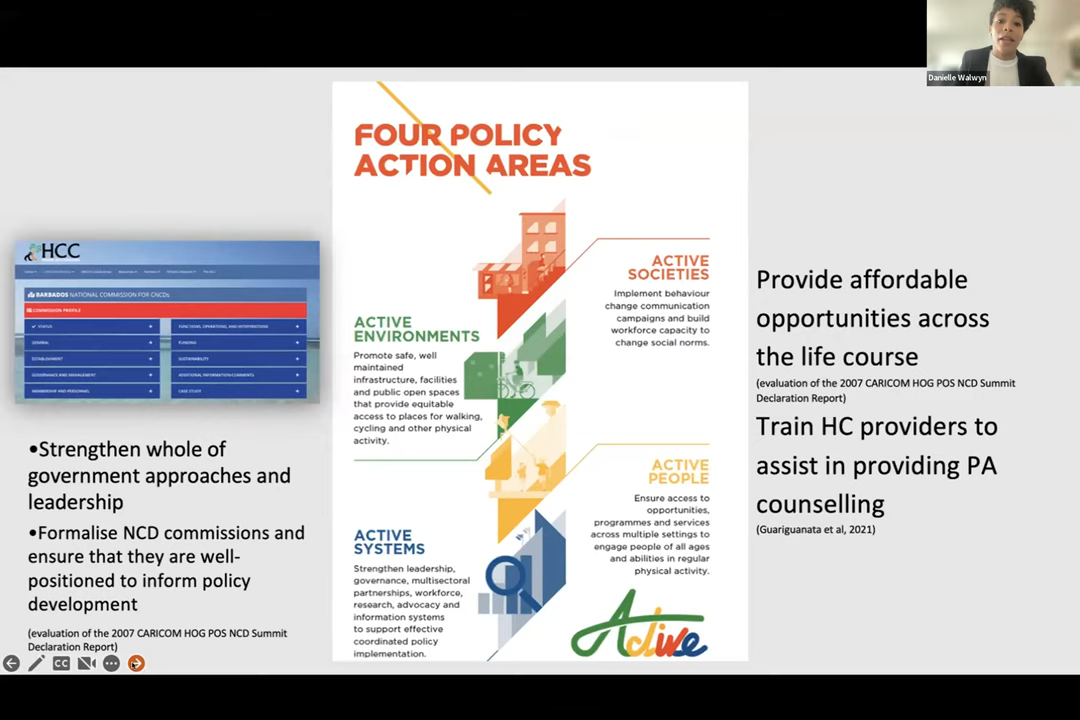 Danielle Walwyn
FOUR POLICY
ACTION AREAS
HCC
BARBADOS NATIONAL COMMISSION FOR CNCDs
COMMISSION PROFILE
STATUS
FUNCTIONS, OPERATIONS, AND INTERVENTIONS
GENERAL
FUNDING
ESTABLISHMENT
SUSTAINABILITY
GOVERNANCE AND MANAGEMENT
ADDITIONAL INFORMATION/COMMENTS
MEMBERSHIP AND PERSONNEL
CASE STUDY
•Strengthen whole of
government approaches and
leadership
•Formalise NCD commissions and
ensure that they are well-
positioned to inform policy
development
(evaluation of the 2007 CARICOM HOG POS NCD Summit
Declaration Report)
CC
ACTIVE
SOCIETIES
Implement behaviour
change communication
campaigns and build
workforce capacity to
change social norms.
ACTIVE
ENVIRONMENTS
Promote safe, well
maintained
infrastructure, facilities
and public open spaces
that provide equitable
access to places for walking,
cycling and other physical
activity.
ACTIVE
PEOPLE
Ensure access to
opportunities,
programmes and services
across multiple settings to
engage people of all ages
and abilities in regular
physical activity.
ACTIVE
SYSTEMS
Strengthen leadership,
governance, multisectoral
partnerships, workforce,
research, advocacy and
information systems
to support effective
coordinated policy
implementation.
Active
Provide affordable
opportunities across
the life course
(evaluation of the 2007 CARICOM HOG POS NCD Summit
Declaration Report)
Train HC providers to
assist in providing PA
counselling
(Guariguanata et al, 2021)